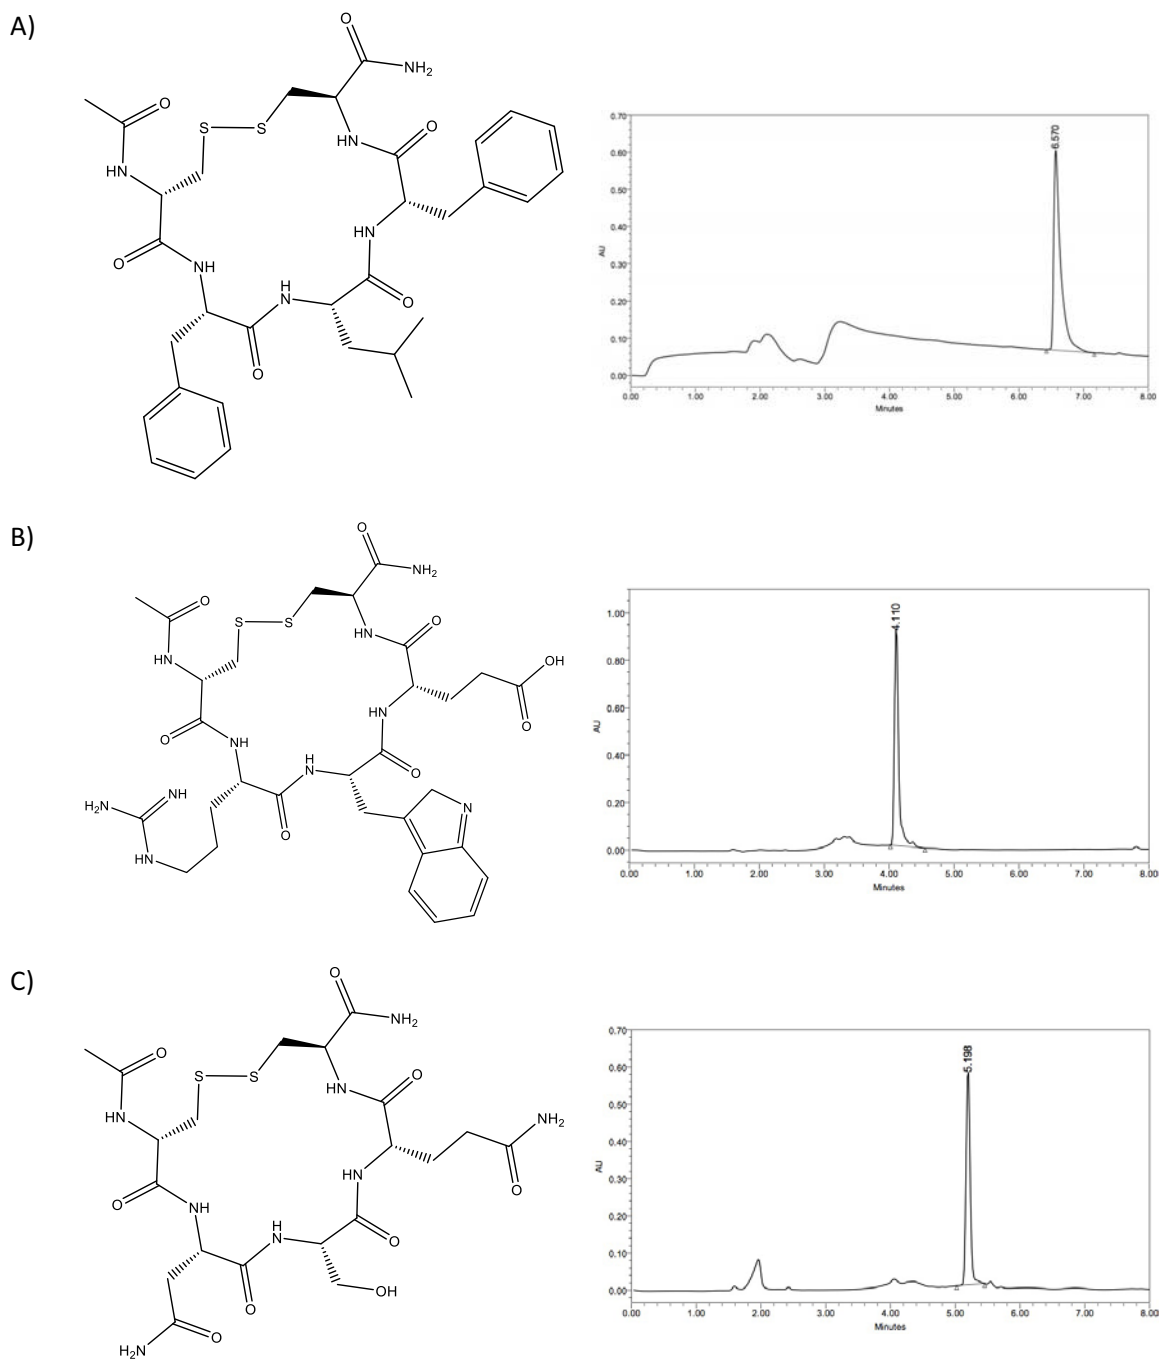 A)
O
NH₂
O
S S
HN
O
HN
HN
O
NH
H
N
O
O
O
6.570
AU
0.70
0.60
0.50
0.40
0.30
0.20
0.10
0.00
0.00 1.00 2.00 3.00 4.00 5.00 6.00 7.00 8.00
Minutes
B)
O
NH₂
O
S S
HN
O
HN
OH
HN
O
O
NH
H
N
O
H₂N NH
O
N
HN
4.110
AU
1.00
0.80
0.60
0.40
0.20
0.00
0.00 1.00 2.00 3.00 4.00 5.00 6.00 7.00 8.00
Minutes
C)
O
NH₂
O
S S
HN
O
HN
NH₂
HN
O
O
NH
H
N
O
O
OH
O
H₂N
5.198
AU
0.70
0.60
0.50
0.40
0.30
0.20
0.10
0.00
0.00 1.00 2.00 3.00 4.00 5.00 6.00 7.00 8.00
Minutes